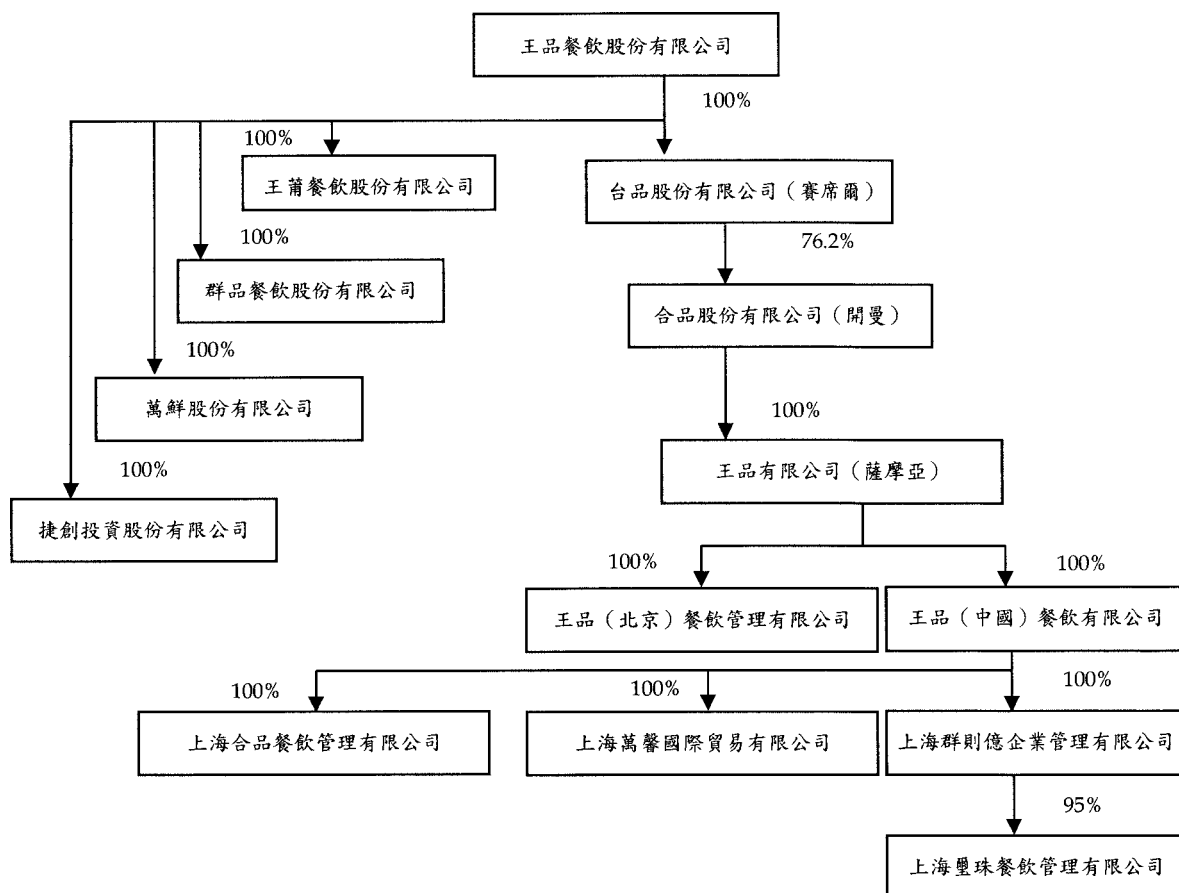 王品餐飲股份有限公司
100%
100%
王莆餐飲股份有限公司
台品股份有限公司（賽席爾）
100%
76.2%
群品餐飲股份有限公司
合品股份有限公司（開曼）
100%
萬鮮股份有限公司
100%
100%
王品有限公司（薩摩亞）
捷創投資股份有限公司
100%
100%
王品（北京）餐飲管理有限公司
王品（中國）餐飲有限公司
100%
100%
100%
上海合品餐飲管理有限公司
上海萬馨國際貿易有限公司
上海群則億企業管理有限公司
95%
上海璽珠餐飲管理有限公司